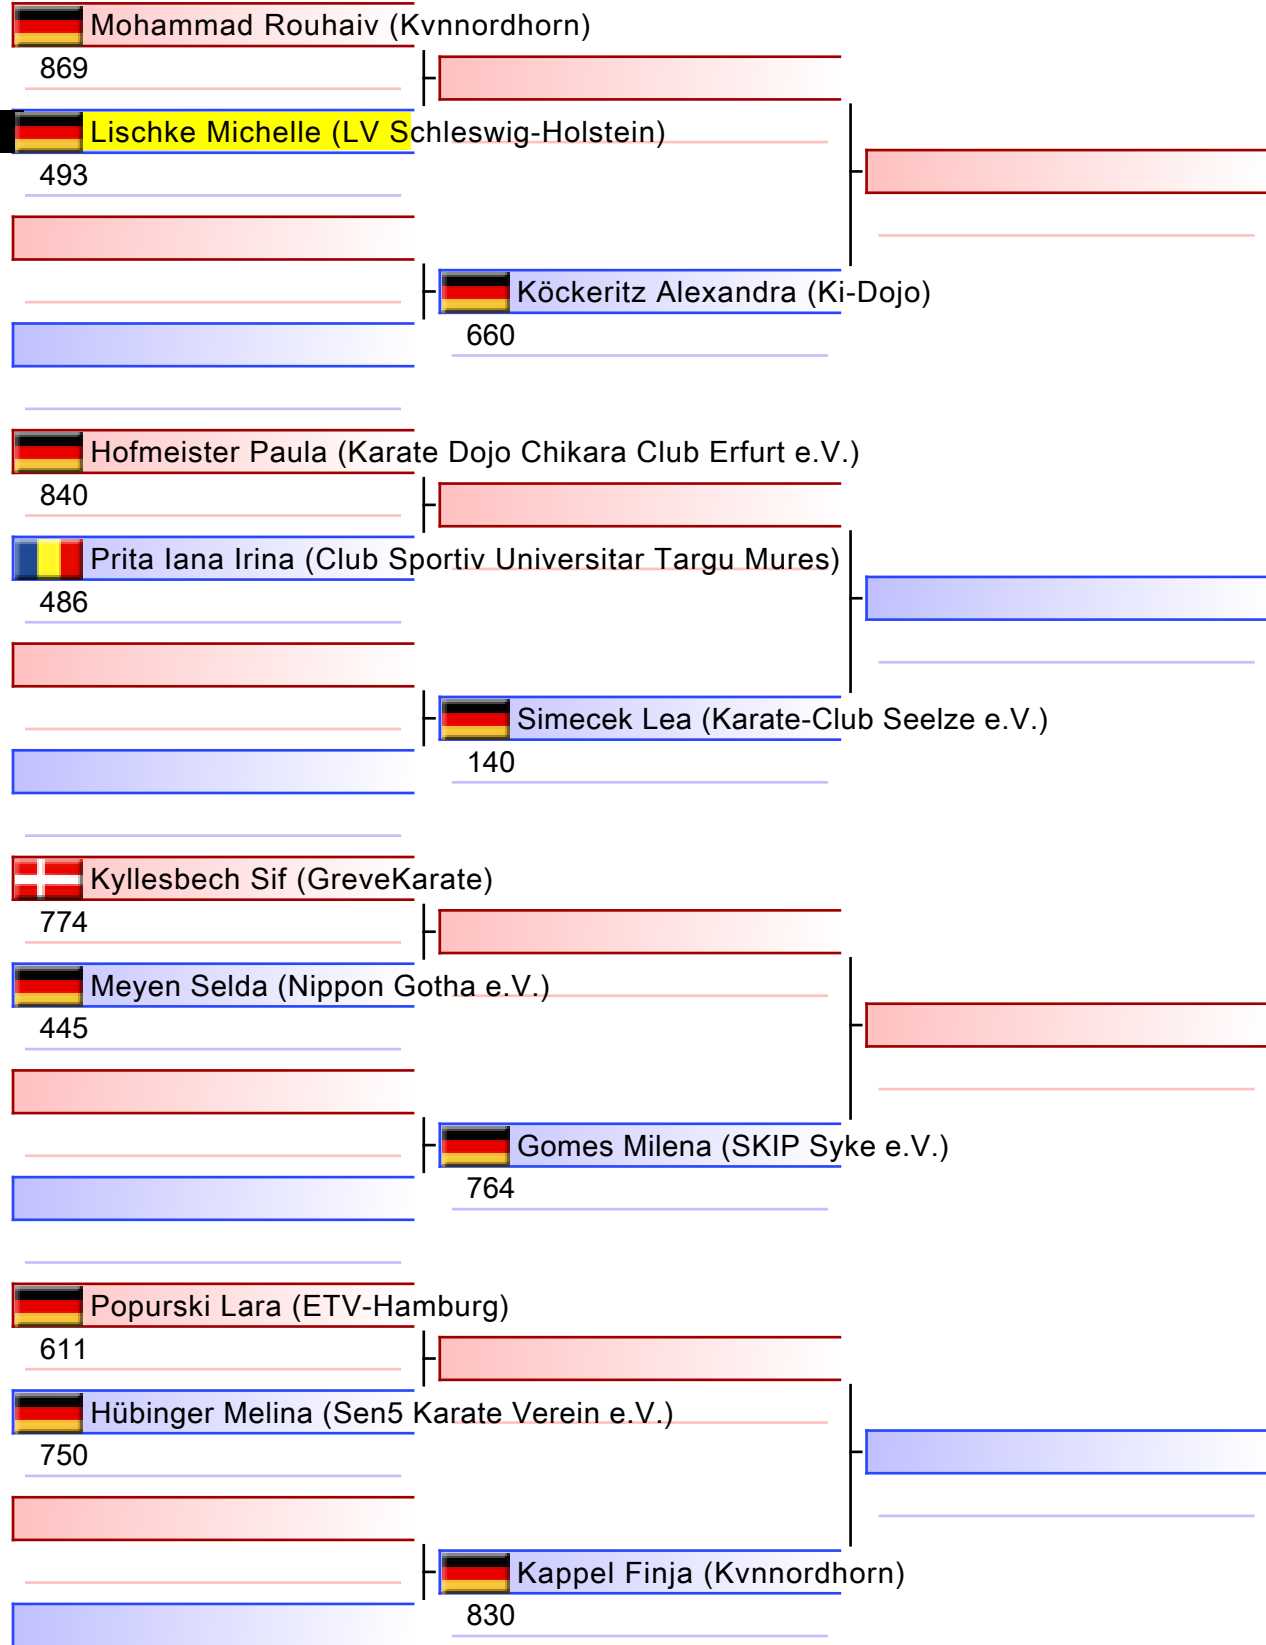 Mohammad Rouhaiv (Kvnnordhorn)
869
Lischke Michelle (LV Schleswig-Holstein)
493
Köckeritz Alexandra (Ki-Dojo)
660
Hofmeister Paula (Karate Dojo Chikara Club Erfurt e.V.)
840
Prita Iana Irina (Club Sportiv Universitar Targu Mures)
486
Simecek Lea (Karate-Club Seelze e.V.)
140
Kyllesbech Sif (GreveKarate)
774
Meyen Selda (Nippon Gotha e.V.)
445
Gomes Milena (SKIP Syke e.V.)
764
Popurski Lara (ETV-Hamburg)
611
Hübinger Melina (Sen5 Karate Verein e.V.)
750
Kappel Finja (Kvnnordhorn)
830